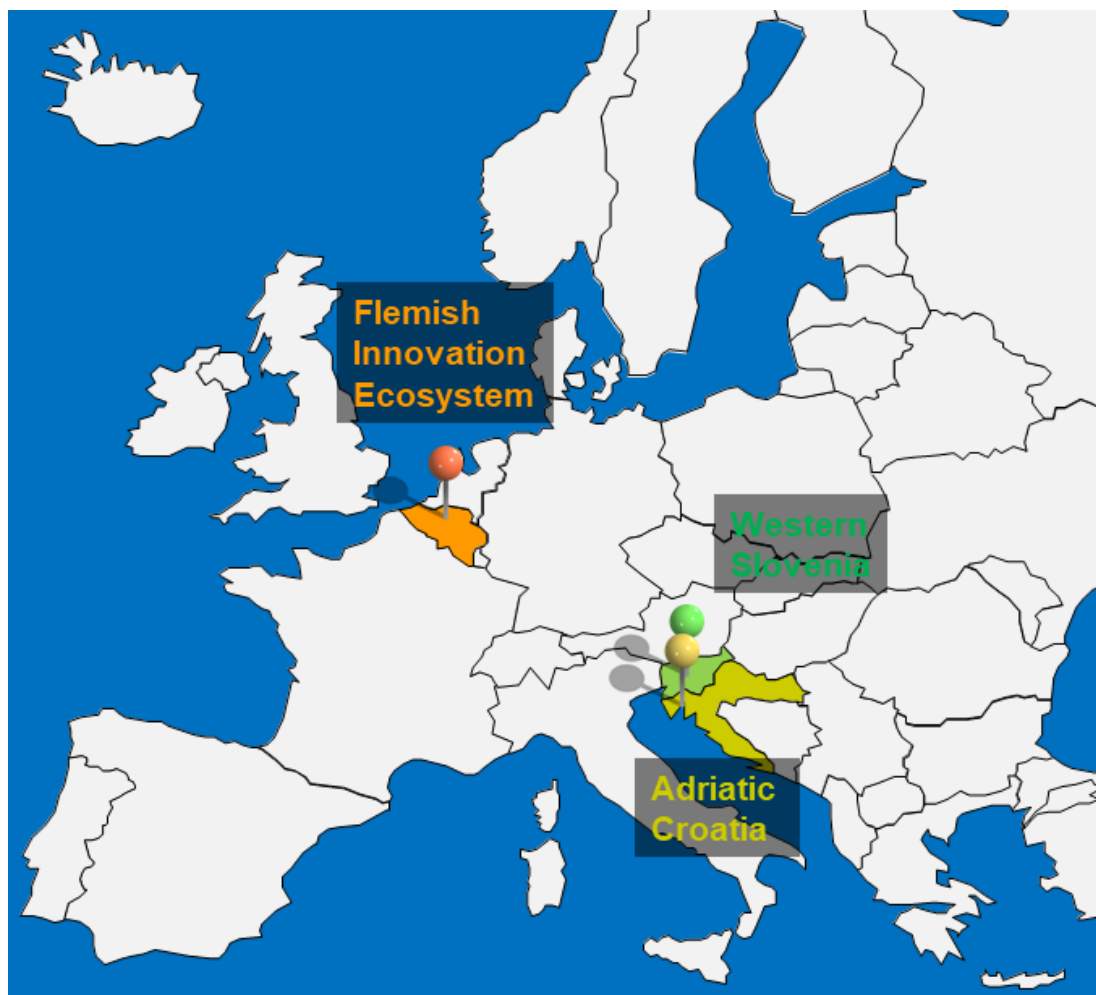 Flemish
Innovation
Ecosystem
Western
Slovenia
Adriatic
Croatia